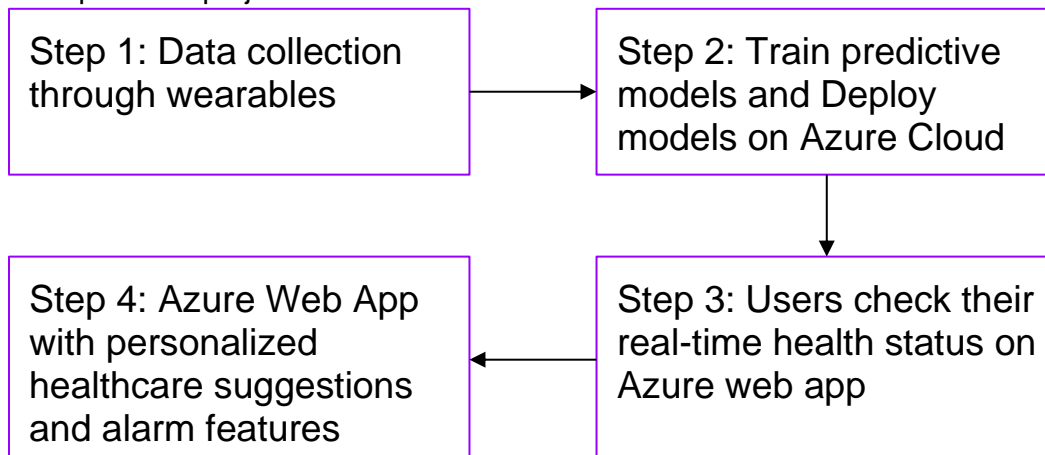 Step 1: Data collection
through wearables
Step 2: Train predictive
models and Deploy
models on Azure Cloud
Step 3: Users check their
real-time health status on
Azure web app
Step 4: Azure Web App
with personalized
healthcare suggestions
and alarm features